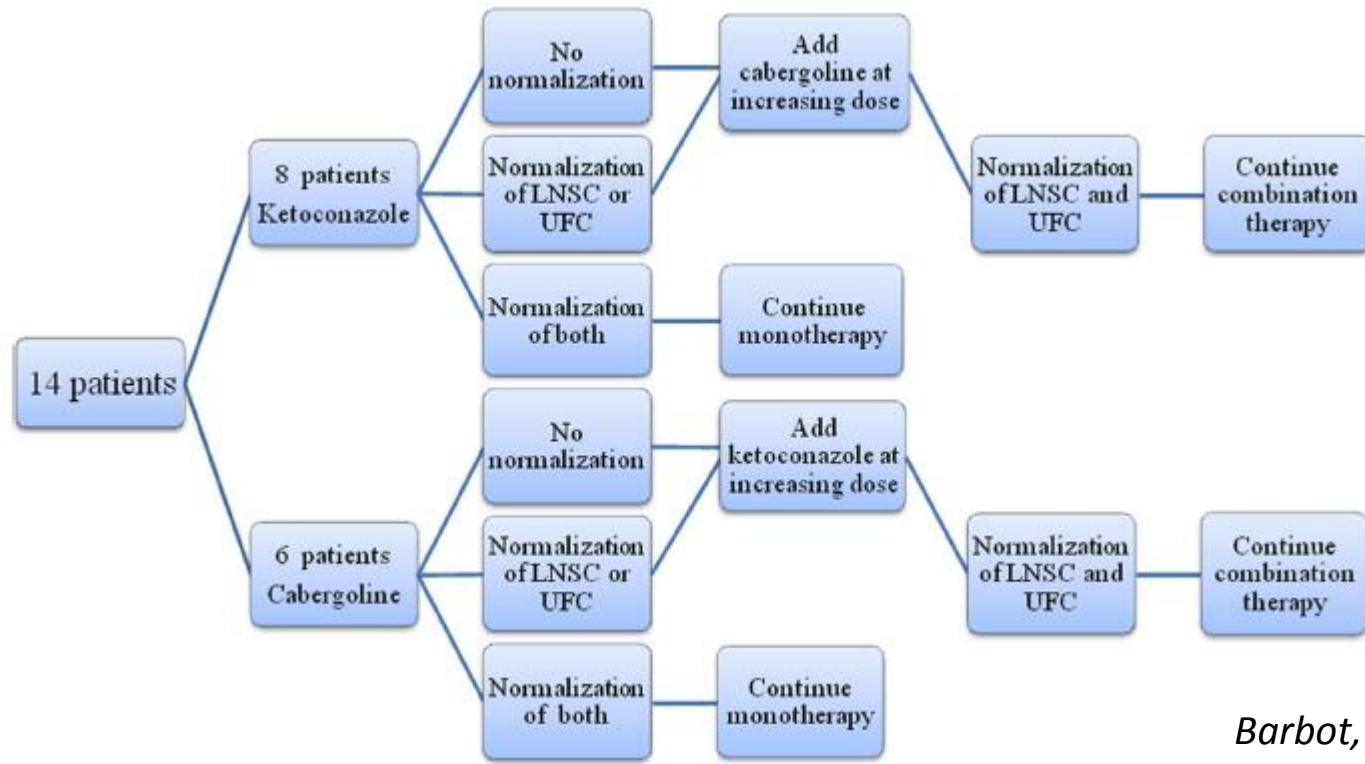 14 patients
8 patients
Ketoconazole
No
normalization
Normalization
of LNSC or
UFC
Normalization
of both
Add
cabergoline at
increasing dose
Continue
monotherapy
Normalization
of LNSC and
UFC
Continue
combination
therapy
6 patients
Cabergoline
No
normalization
Normalization
of LNSC or
UFC
Normalization
of both
Add
ketoconazole at
increasing dose
Continue
monotherapy
Normalization
of LNSC and
UFC
Continue
combination
therapy
Barbot,